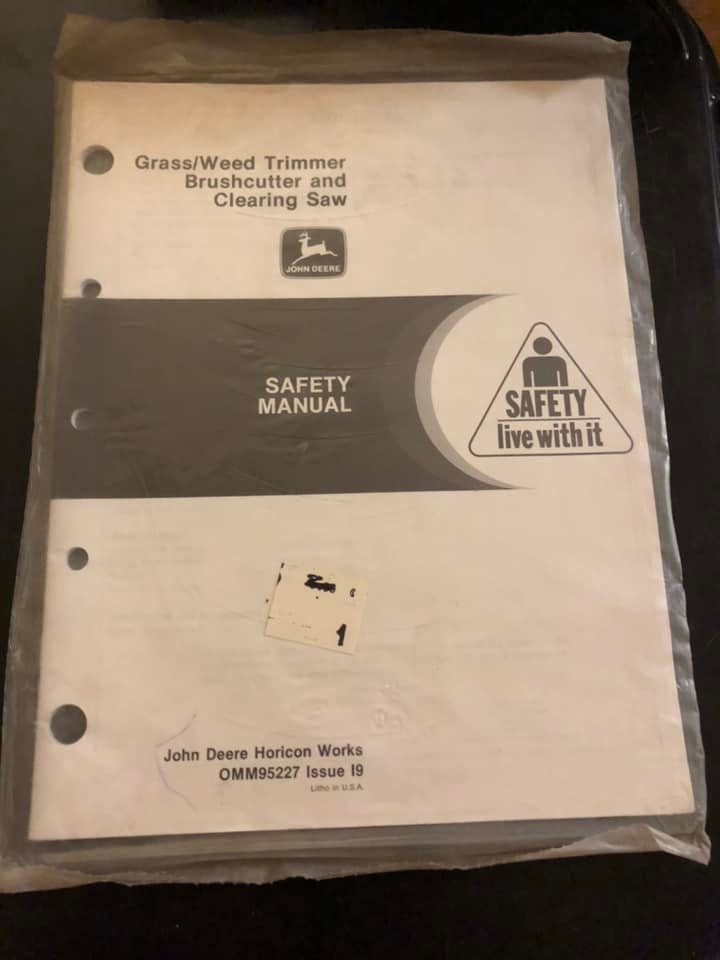 Grass/Weed Trimmer
Brushcutter and
Clearing Saw
JOHN DEERE
SAFETY
MANUAL
SAFETY
live with it
1
John Deere Horicon Works
OMM95227 Issue I9
Litho in U.S.A.